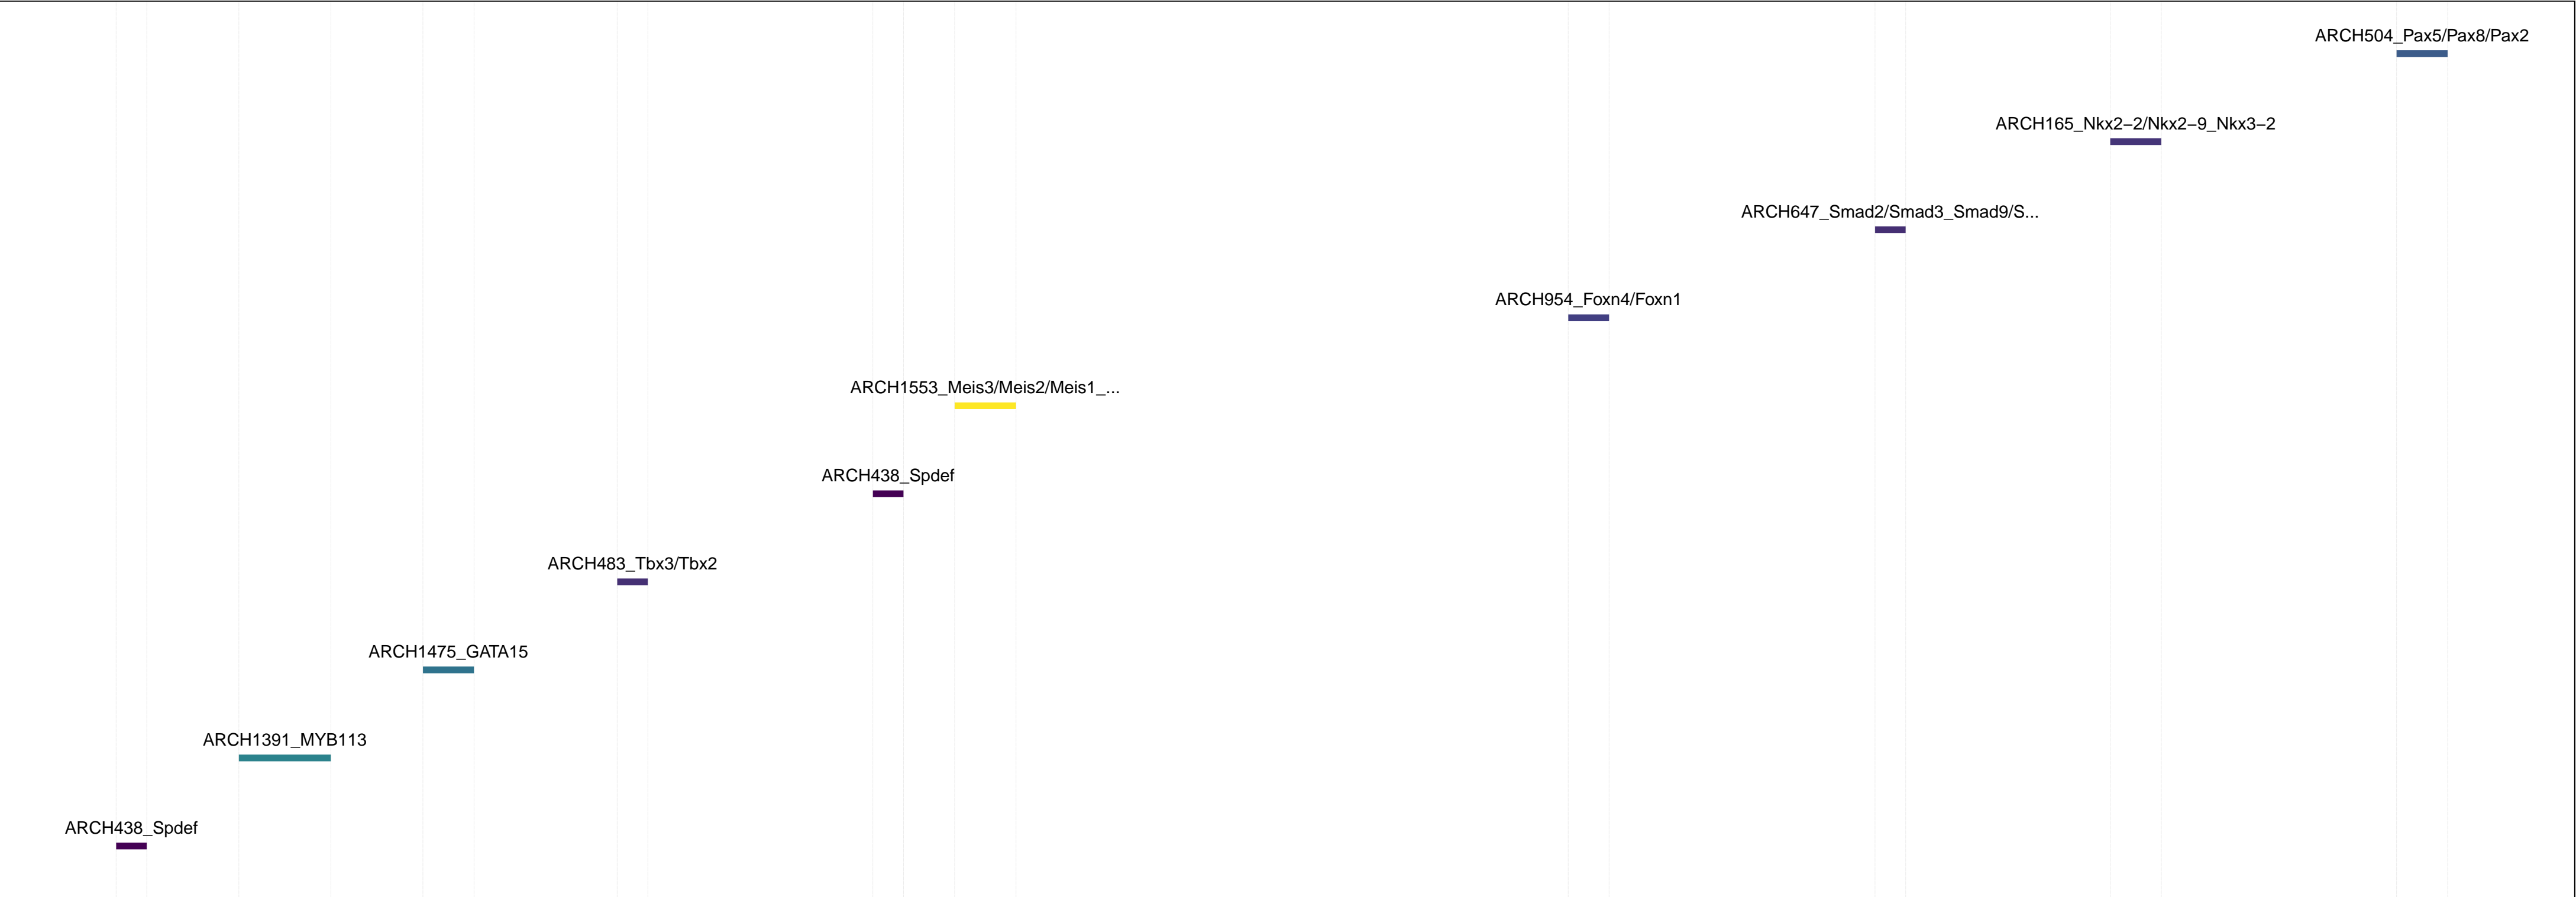 ARCH504_Pax5/Pax8/Pax2
ARCH165_Nkx2−2/Nkx2−9_Nkx3−2
ARCH647_Smad2/Smad3_Smad9/S...
ARCH954_Foxn4/Foxn1
ARCH1553_Meis3/Meis2/Meis1_...
ARCH438_Spdef
ARCH483_Tbx3/Tbx2
ARCH1475_GATA15
ARCH1391_MYB113
ARCH438_Spdef